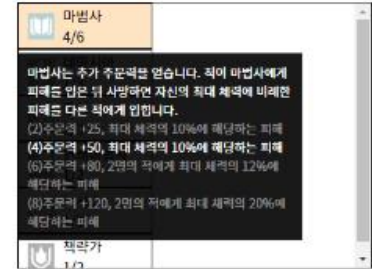 마법사
4/6
마법사는 추가 주문력을 얻습니다. 적이 마법사에게
피해를 입은 뒤 사망하면 자신의 최대 체력에 비례한
피해를 다른 적에게 입힙니다.
(2)주문력 +25, 최대 체력의 10%에 해당하는 피해
(4)주문력 +50, 최대 체력의 10%에 해당하는 피해
(6)주문력 +80, 2명의 적에게 최대 체력의 12%에
해당하는 피해
(8)주문력 +120, 2명의 적에게 최대 체력의 20%에
해당하는 피해
책략가
1/2